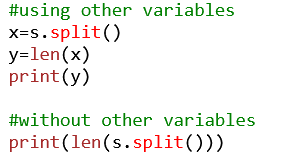 #using other variables
x=s.split()
y=len(x)
print(y)
#without other variables
print(len(s.split()))